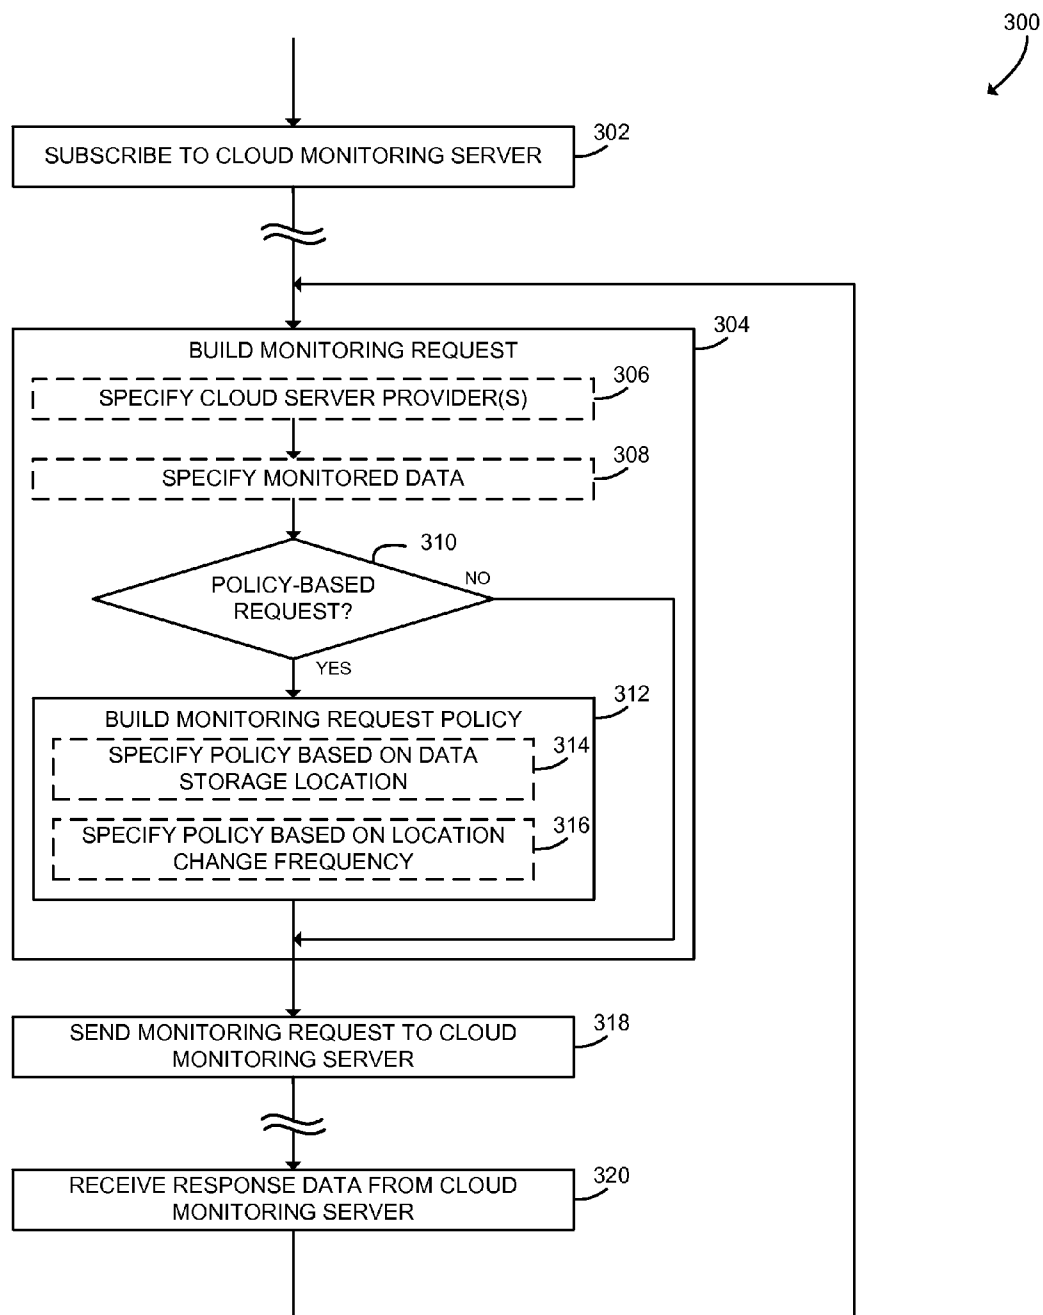 300
SUBSCRIBE TO CLOUD MONITORING SERVER
302
304
BUILD MONITORING REQUEST
306
SPECIFY CLOUD SERVER PROVIDER(S)
308
SPECIFY MONITORED DATA
310
POLICY-BASED
REQUEST?
NO
YES
312
BUILD MONITORING REQUEST POLICY
314
SPECIFY POLICY BASED ON DATA
STORAGE LOCATION
316
SPECIFY POLICY BASED ON LOCATION
CHANGE FREQUENCY
318
SEND MONITORING REQUEST TO CLOUD
MONITORING SERVER
320
RECEIVE RESPONSE DATA FROM CLOUD
MONITORING SERVER